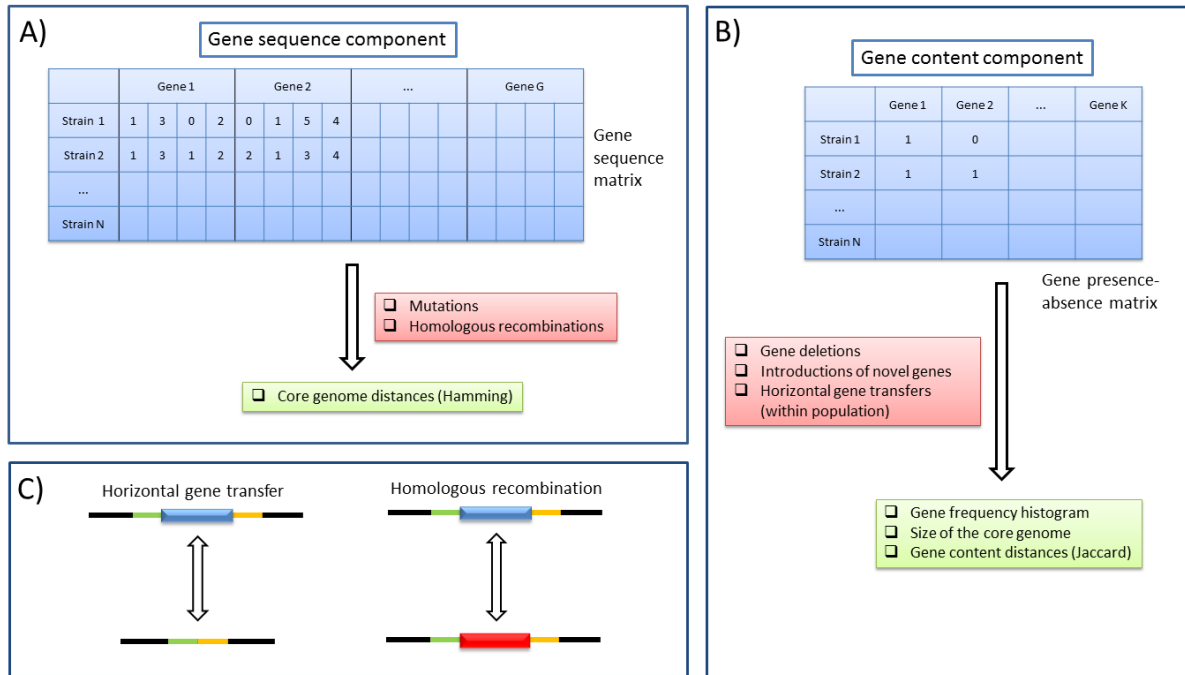 A)
Gene sequence component
Gene 1 Gene 2 ... Gene G
Strain 1 1 3 0 2 0 1 5 4
Strain 2 1 3 1 2 2 1 3 4
...
Strain N
Gene
sequence
matrix
Mutations
Homologous recombinations
Core genome distances (Hamming)
B)
Gene content component
Gene 1 Gene 2 ... Gene K
Strain 1 1 0
Strain 2 1 1
...
Strain N
Gene presence-
absence matrix
Gene deletions
Introductions of novel genes
Horizontal gene transfers
(within population)
Gene frequency histogram
Size of the core genome
Gene content distances (Jaccard)
C)
Horizontal gene transfer
Homologous recombination